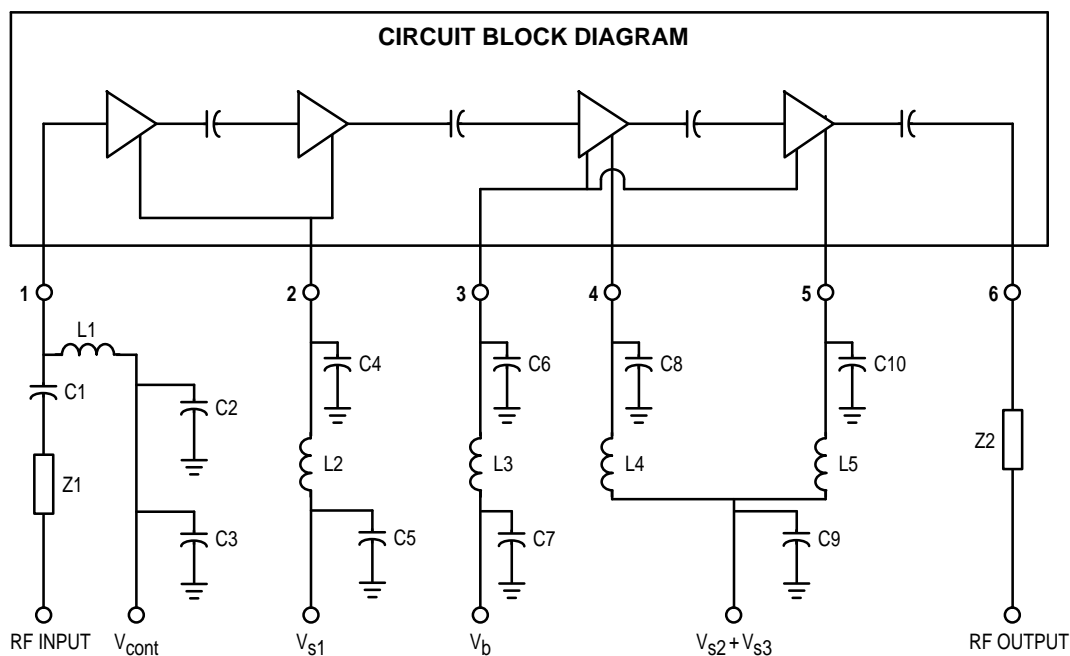 CIRCUIT BLOCK DIAGRAM
1
2
3
4
5
6
L1
C1
C2
C3
Z1
C4
L2
C5
C6
L3
C7
C8
L4
C9
C10
L5
Z2
RF INPUT
Vcont
Vs1
Vb
Vs2 + Vs3
RF OUTPUT